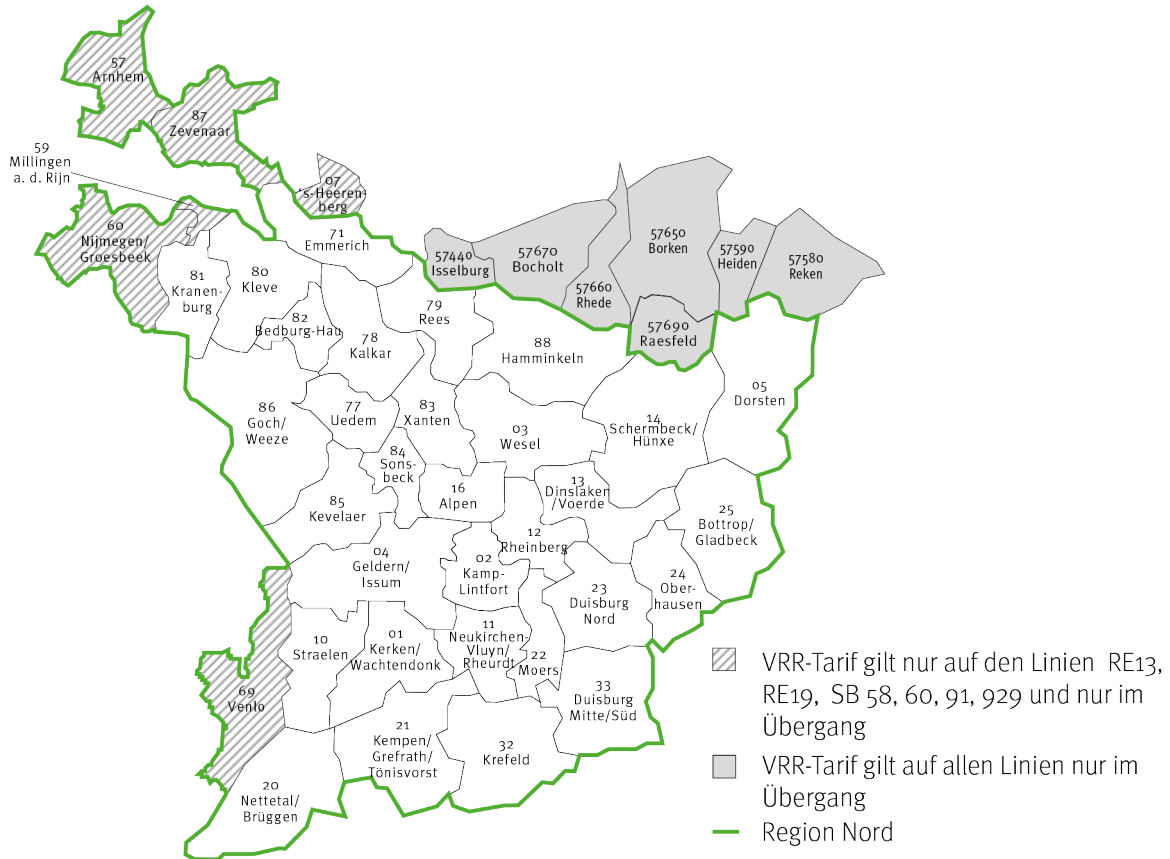 57
Arnhem
87
Zevenaar
59
Millingen
a. d. Rijn
07
's-Heeren-
berg
60
Nijmegen/
Groesbeek
71
Emmerich
57440
Isselburg
57670
Bocholt
57660
Rhede
57650
Borken
57590
Heiden
57580
Reken
57690
Raesfeld
81
Kranen-
burg
80
Kleve
82
Bedburg-Hau
78
Kalkar
79
Rees
88
Hamminkeln
05
Dorsten
86
Goch/
Weeze
77
Uedem
83
Xanten
03
Wesel
14
Schermbeck/
Hünxe
84
Sons-
beck
85
Kevelaer
16
Alpen
13
Dinslaken
/Voerde
25
Bottrop/
Gladbeck
12
Rheinberg
04
Geldern/
Issum
02
Kamp-
Lintfort
23
Duisburg
Nord
24
Ober-
hausen
10
Straelen
01
Kerken/
Wachtendonk
11
Neukirchen-
Vluyn/
Rheurdt
22
Moers
33
Duisburg
Mitte/Süd
69
Venlo
21
Kempen/
Grefrath/
Tönisvorst
32
Krefeld
20
Nettetal/
Brüggen
VRR-Tarif gilt nur auf den Linien RE13,
RE19, SB 58, 60, 91, 929 und nur im
Übergang
VRR-Tarif gilt auf allen Linien nur im
Übergang
Region Nord